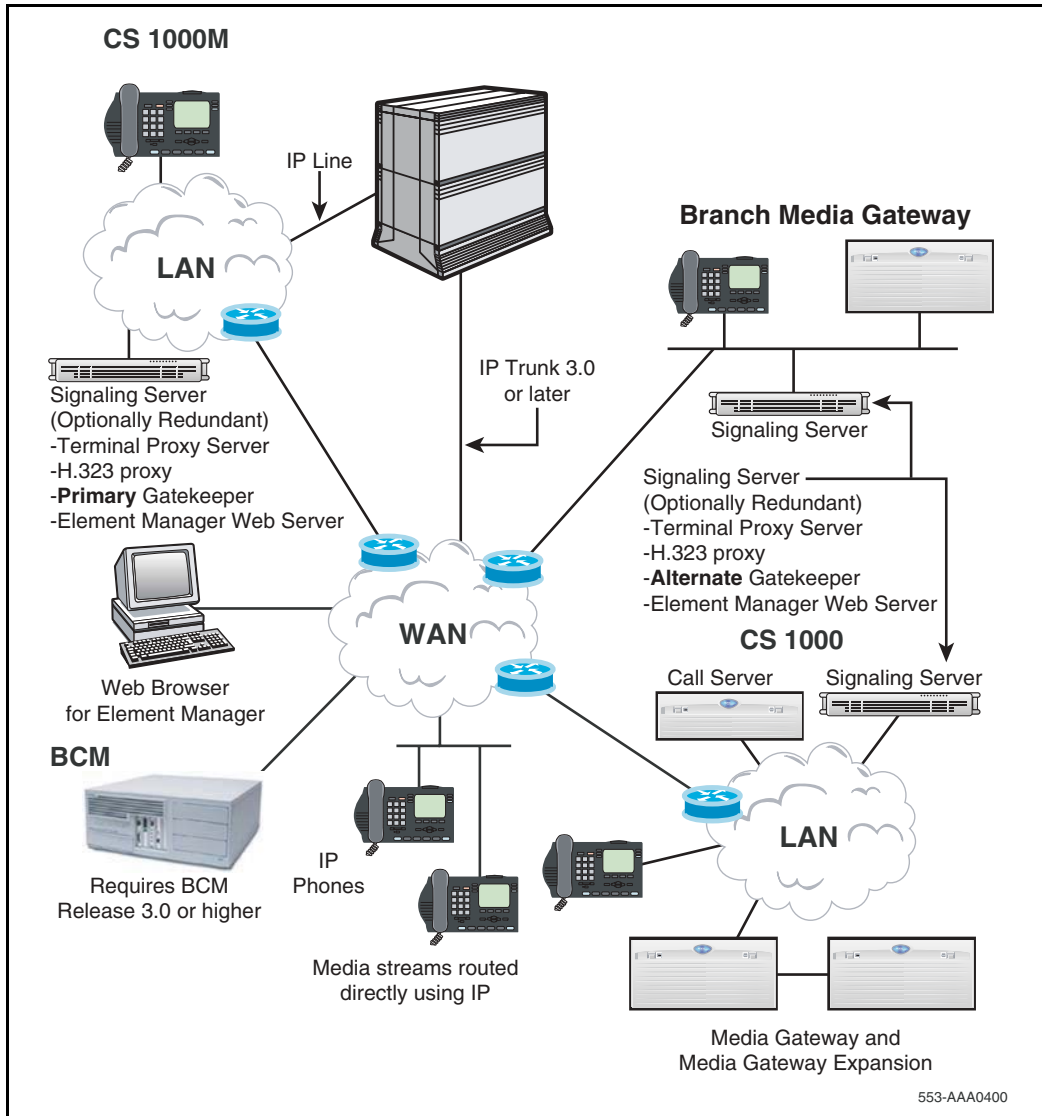 CS 1000M
IP Line
LAN
Branch Media Gateway
IP Trunk 3.0
or later
Signaling Server
(Optionally Redundant)
-Terminal Proxy Server
-H.323 proxy
-Primary Gatekeeper
-Element Manager Web Server
Signaling Server
Signaling Server
(Optionally Redundant)
-Terminal Proxy Server
-H.323 proxy
-Alternate Gatekeeper
-Element Manager Web Server
WAN
CS 1000
Call Server
Signaling Server
Web Browser
for Element Manager
BCM
Requires BCM
Release 3.0 or higher
IP
Phones
LAN
Media streams routed
directly using IP
Media Gateway and
Media Gateway Expansion
553-AAA0400